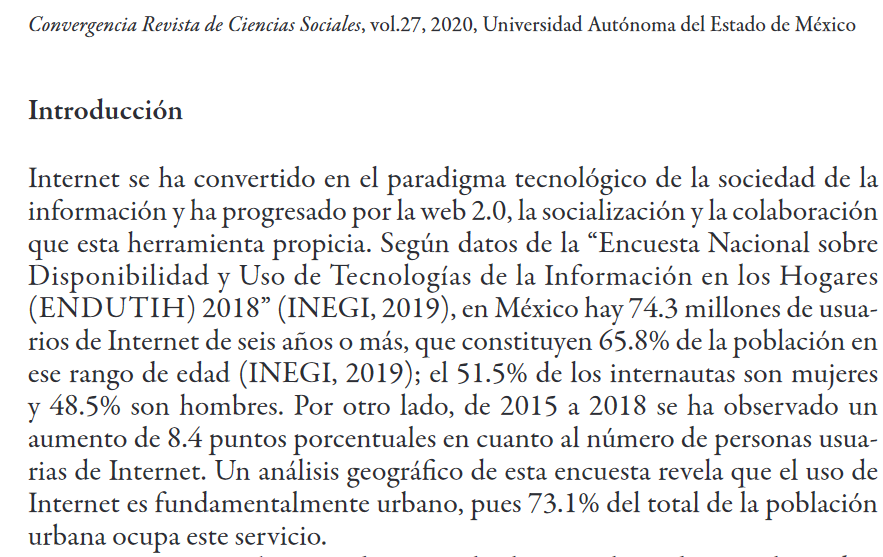 Convergencia Revista de Ciencias Sociales, vol.27, 2020, Universidad Autónoma del Estado de México
Introducción
Internet se ha convertido en el paradigma tecnológico de la sociedad de la
información y ha progresado por la web 2.0, la socialización y la colaboración
que esta herramienta propicia. Según datos de la “Encuesta Nacional sobre
Disponibilidad y Uso de Tecnologías de la Información en los Hogares
(ENDUTIH) 2018” (INEGI, 2019), en México hay 74.3 millones de usua-
rios de Internet de seis años o más, que constituyen 65.8% de la población en
ese rango de edad (INEGI, 2019); el 51.5% de los internautas son mujeres
y 48.5% son hombres. Por otro lado, de 2015 a 2018 se ha observado un
aumento de 8.4 puntos porcentuales en cuanto al número de personas usua-
rias de Internet. Un análisis geográfico de esta encuesta revela que el uso de
Internet es fundamentalmente urbano, pues 73.1% del total de la población
urbana ocupa este servicio.